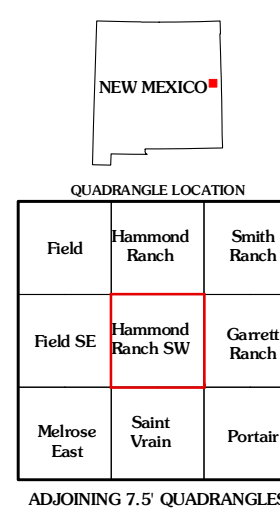 NEW MEXICO
QUADRANGLE LOCATION
Field
Hammond
Ranch
Smith
Ranch
Field SE
Hammond
Ranch SW
Garrett
Ranch
Melrose
East
Saint
Vrain
Portair
ADJOINING 7.5' QUADRANGLES